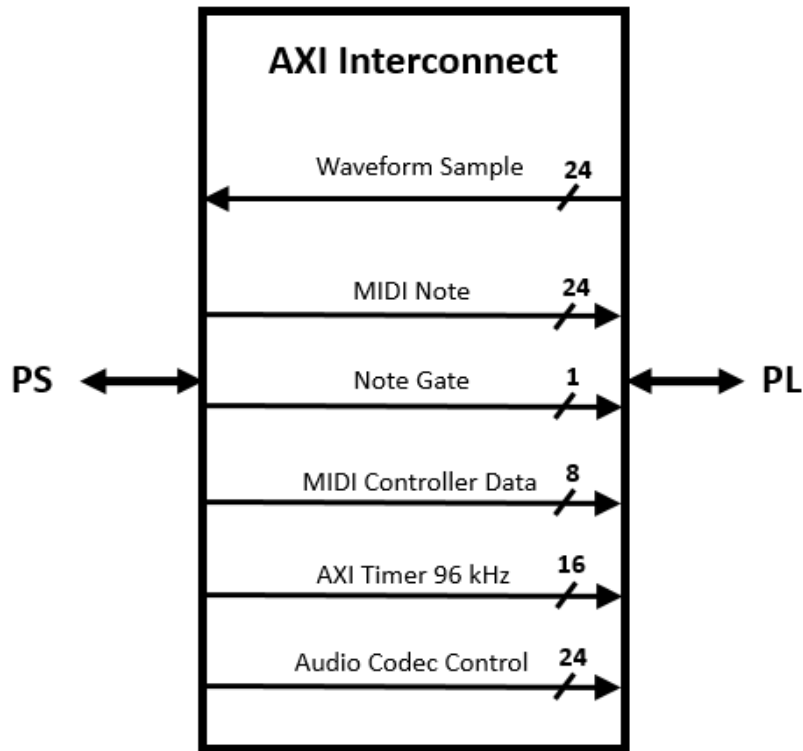 AXI Interconnect
Waveform Sample 24
MIDI Note 24
PS
Note Gate 1
PL
MIDI Controller Data 8
AXI Timer 96 kHz 16
Audio Codec Control 24